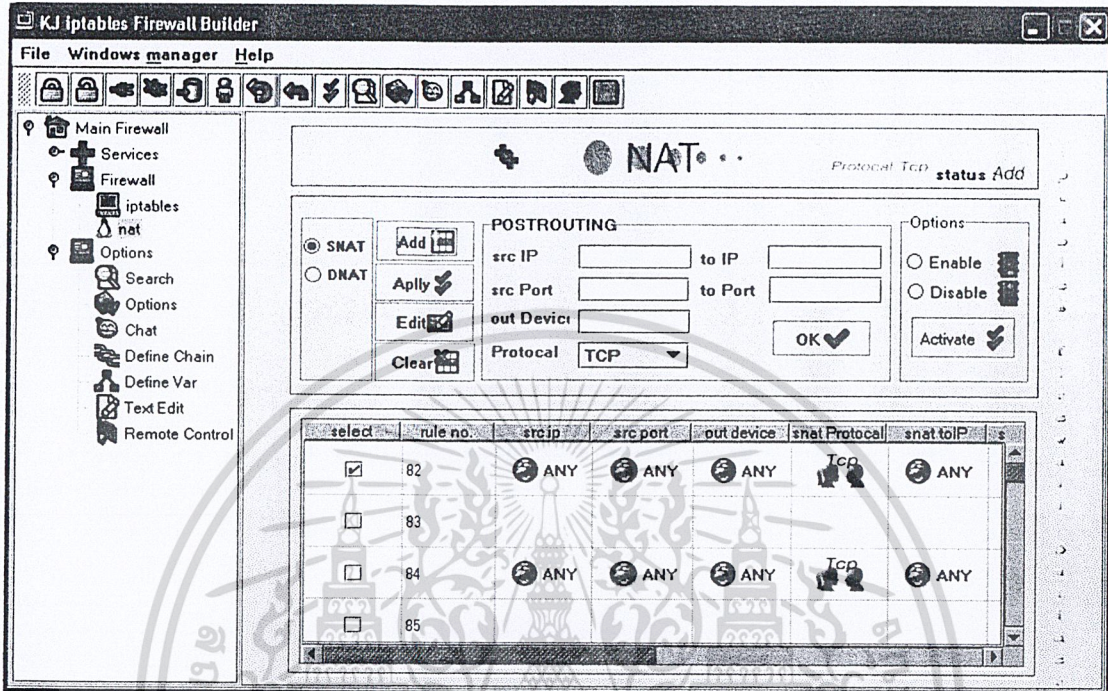 KJ iptables Firewall Builder
File Windows manager Help
Main Firewall
Services
Firewall
iptables
nat
Options
Search
Options
Chat
Define Chain
Define Var
Text Edit
Remote Control
NAT
Protocal Tcp
status Add
SNAT
DNAT
Add
Aplly
Edit
Clear
POSTROUTING
src IP
to IP
src Port
to Port
out Device
Protocal
TCP
OK
Options
Enable
Disable
Activate
select rule no. src ip src port out device snat Protocal snat toIP s
82 ANY ANY ANY Tcp ANY
83
84 ANY ANY ANY Tcp ANY
85